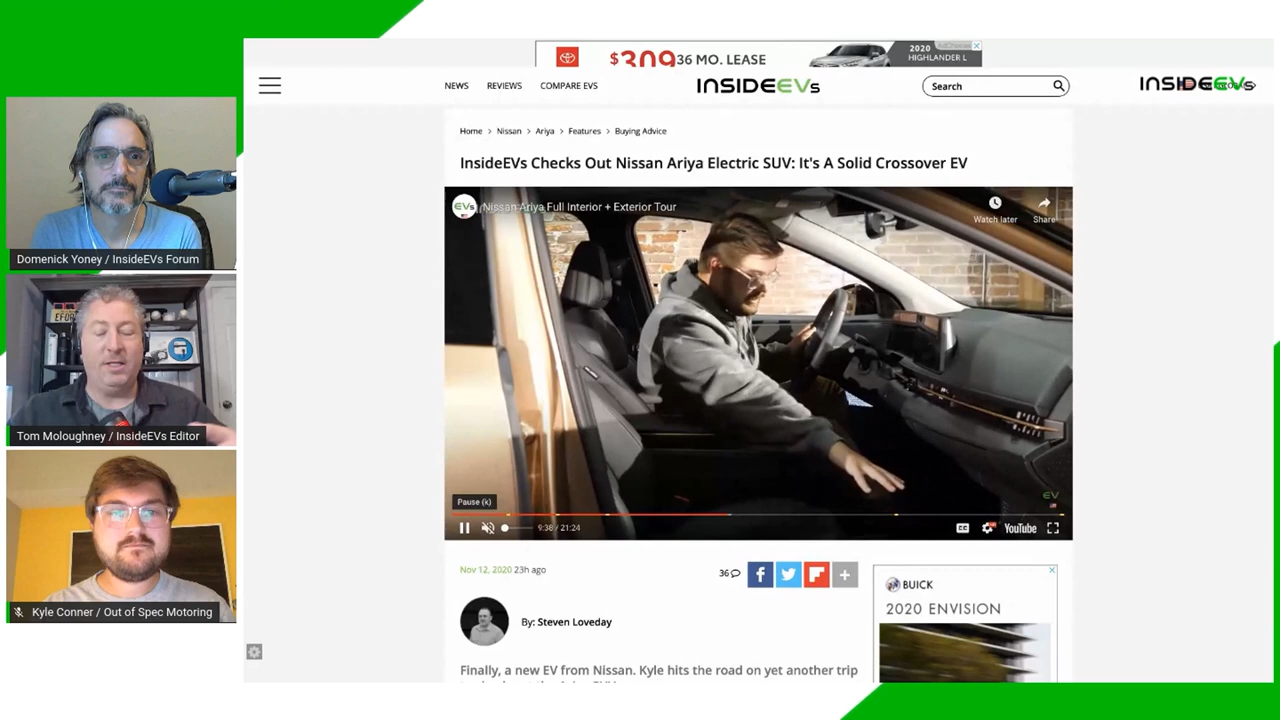 Domenick Yoney / InsideEVs Forum
Tom Moloughney / InsideEVs Editor
Kyle Conner / Out of Spec Motoring
$309 36 MO. LEASE
2020
HIGHLANDER L
NEWS REVIEWS COMPARE EVS
INSIDEEVs
Search
INSIDEEVs
Home > Nissan > Ariya > Features > Buying Advice
InsideEVs Checks Out Nissan Ariya Electric SUV: It's A Solid Crossover EV
EVs
Nissan Ariya Full Interior + Exterior Tour
Watch later
Share
Pause (k)
9:38 / 21:24
CC
YouTube
EV
Nov 12, 2020 23h ago
36
By: Steven Loveday
Finally, a new EV from Nissan. Kyle hits the road on yet another trip
BUICK
2020 ENVISION